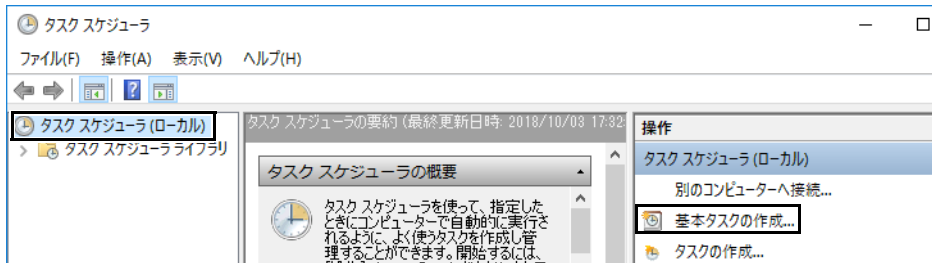 タスク スケジューラ
ファイル(F) 操作(A) 表示(V) ヘルプ(H)
タスク スケジューラ (ローカル)
タスク スケジューラ ライブラリ
タスク スケジューラの要約 (最終更新日時: 2018/10/03 17:32:
タスク スケジューラの概要
タスク スケジューラを使って、指定した
ときにコンピューターで自動的に実行さ
れるように、よく使うタスクを作成し管
理することができます。開始するには、
操作
タスク スケジューラ (ローカル)
別のコンピューターへ接続...
基本タスクの作成...
タスクの作成...